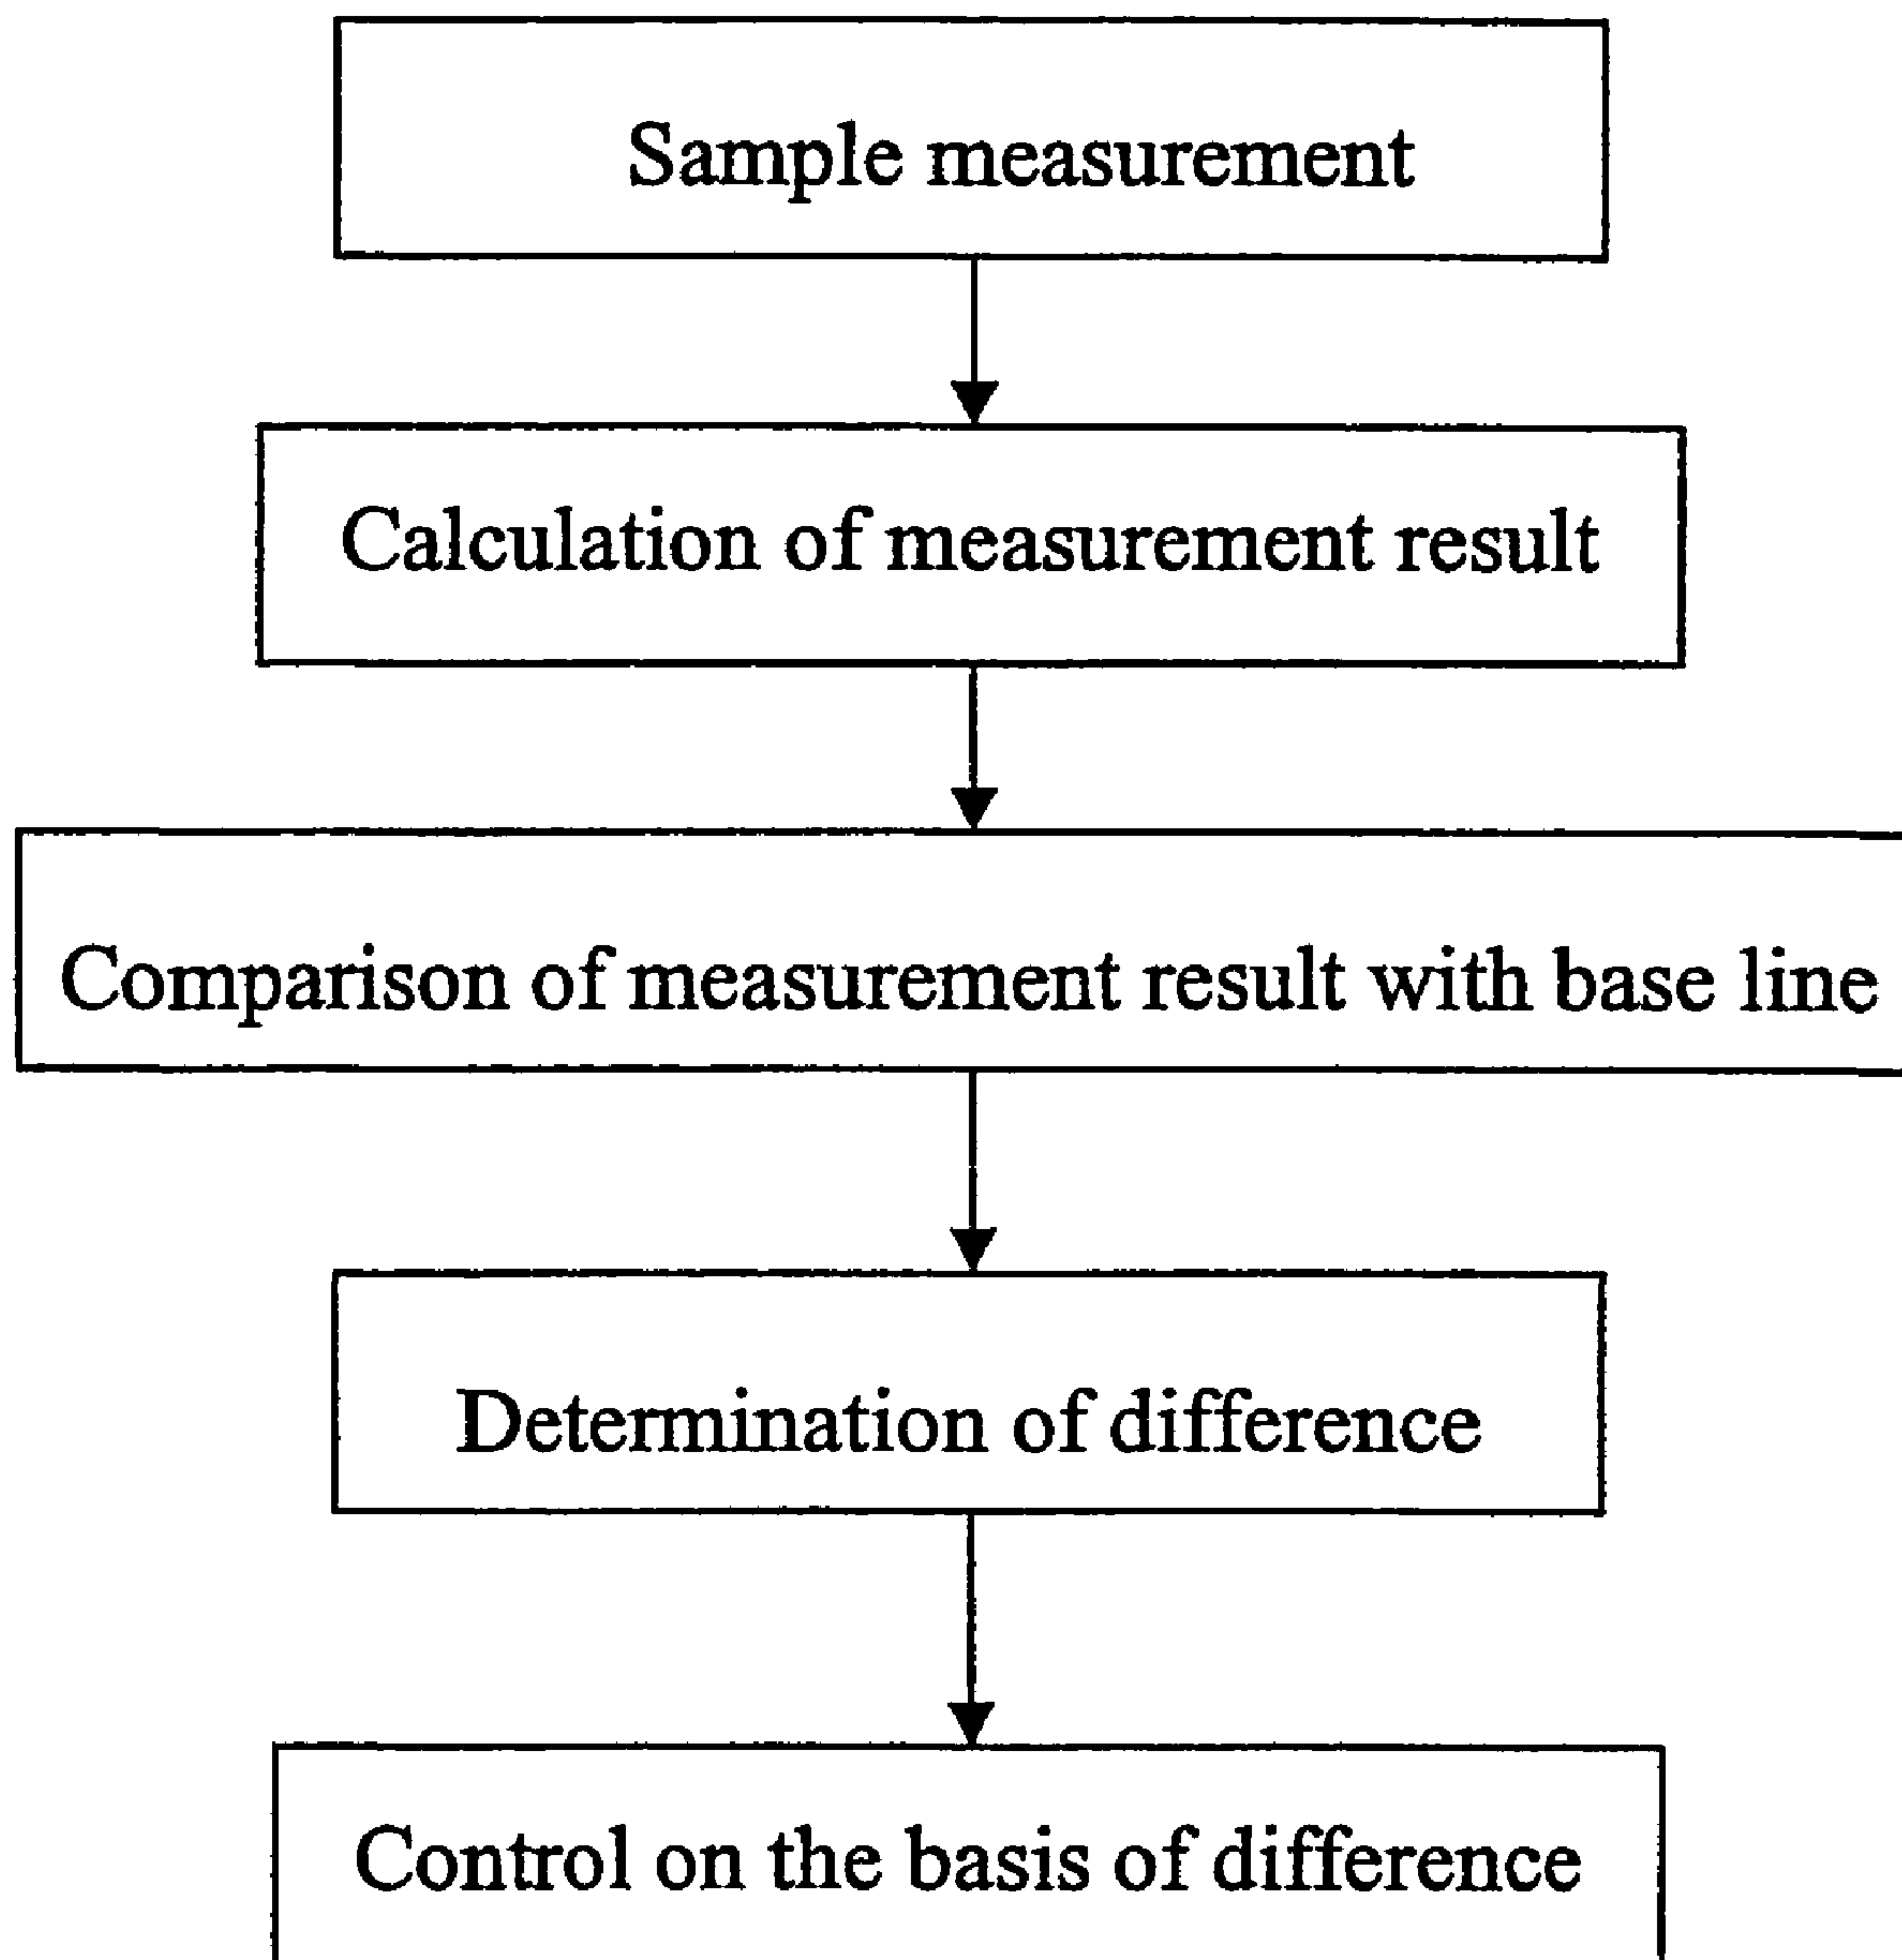 Sample measurement
Calculation of measurement result
Comparison of measurement result with base line
Determination of difference
Control on the basis of difference